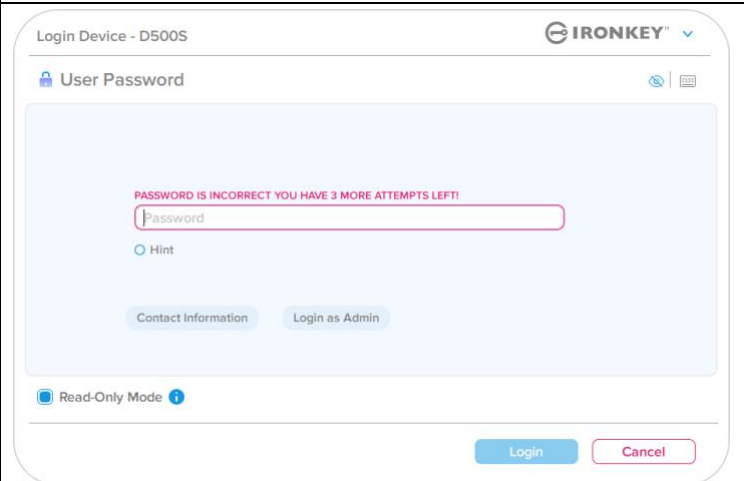 Login Device - D500S
IRONKEY™
User Password
PASSWORD IS INCORRECT YOU HAVE 3 MORE ATTEMPTS LEFT!
Password
Hint
Contact Information
Login as Admin
Read-Only Mode
Login
Cancel